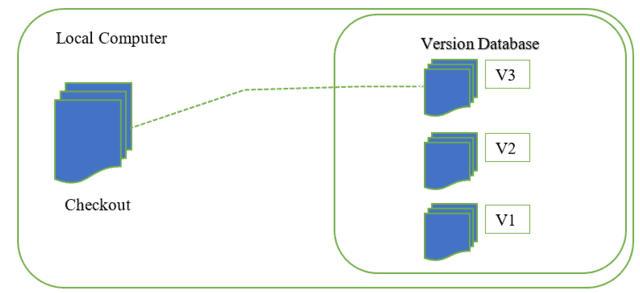 Local Computer
Version Database
V3
V2
Checkout
V1